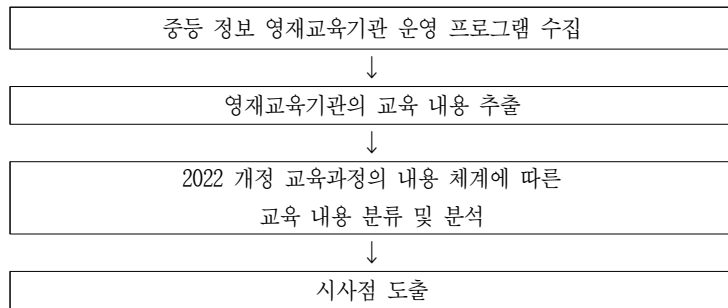 중등 정보 영재교육기관 운영 프로그램 수집
↓
영재교육기관의 교육 내용 추출
↓
2022 개정 교육과정의 내용 체계에 따른
교육 내용 분류 및 분석
↓
시사점 도출